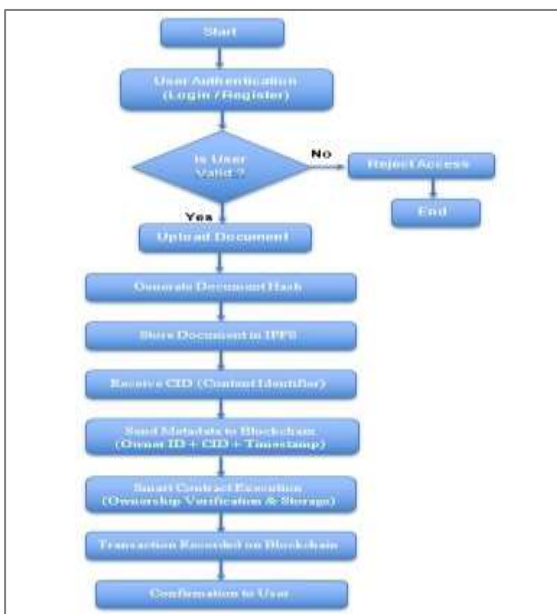 Start
User Authentication
(Login / Register)
Is User
Valid ?
No
Reject Access
End
Yes
Upload Document
Generate Document Hash
Store Document in IPFS
Receive CID (Content Identifier)
Send Metadata to Blockchain
(Owner ID + CID + Timestamp)
Smart Contract Execution
(Ownership Verification & Storage)
Transaction Recorded on Blockchain
Confirmation to User